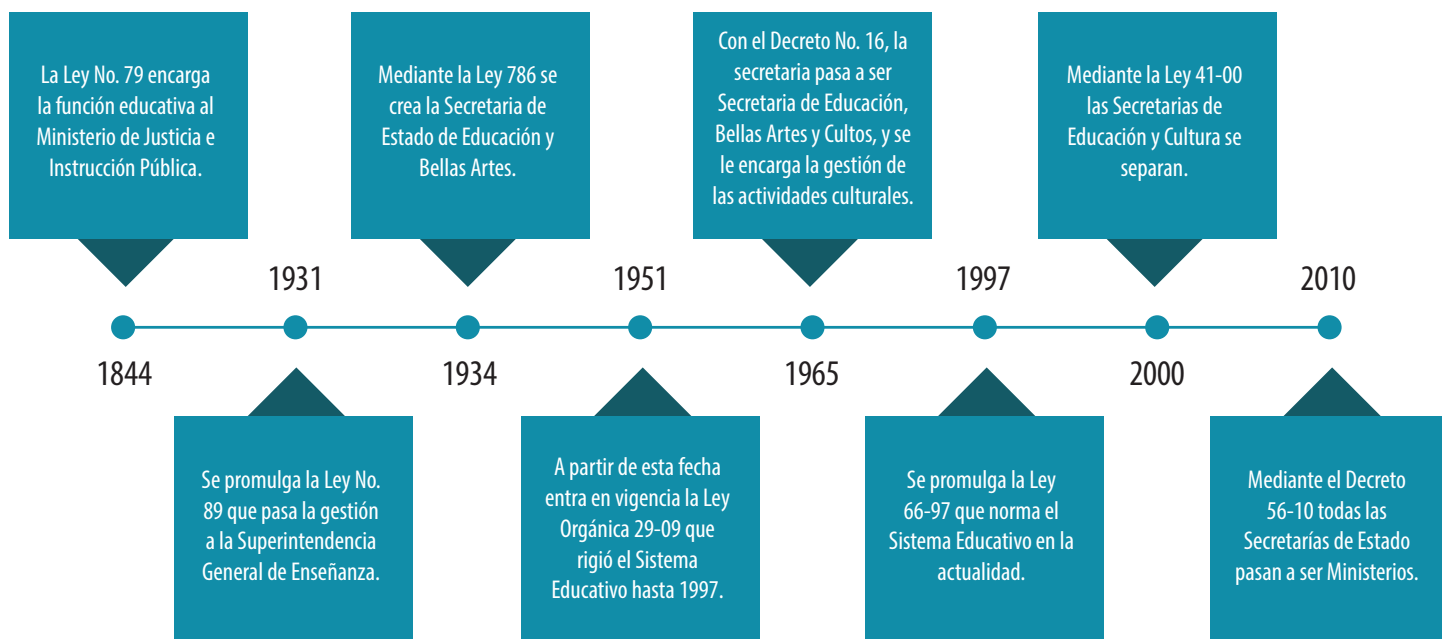 La Ley No. 79 encarga
la función educativa al
Ministerio de Justicia e
Instrucción Pública.
Mediante la Ley 786 se
crea la Secretaria de
Estado de Educación y
Bellas Artes.
Con el Decreto No. 16, la
secretaria pasa a ser
Secretaria de Educación,
Bellas Artes y Cultos, y se
le encarga la gestión de
las actividades culturales.
Mediante la Ley 41-00
las Secretarias de
Educación y Cultura se
separan.
1931
1951
1997
2010
1844
1934
1965
2000
Se promulga la Ley No.
89 que pasa la gestión
a la Superintendencia
General de Enseñanza.
A partir de esta fecha
entra en vigencia la Ley
Orgánica 29-09 que
rigió el Sistema
Educativo hasta 1997.
Se promulga la Ley
66-97 que norma el
Sistema Educativo en la
actualidad.
Mediante el Decreto
56-10 todas las
Secretarías de Estado
pasan a ser Ministerios.